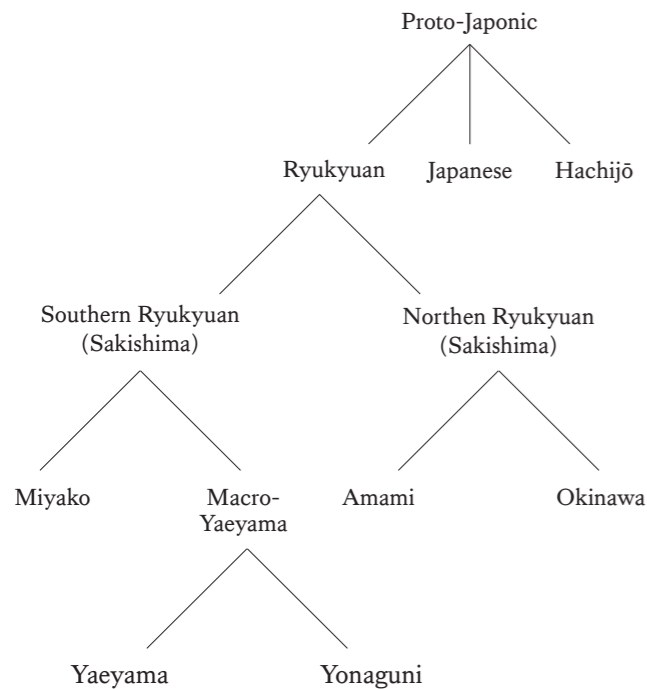 Proto-Japonic
Ryukyuan
Japanese
Hachijō
Southern Ryukyuan
(Sakishima)
Northen Ryukyuan
(Sakishima)
Miyako
Macro-
Yaeyama
Amami
Okinawa
Yaeyama
Yonaguni